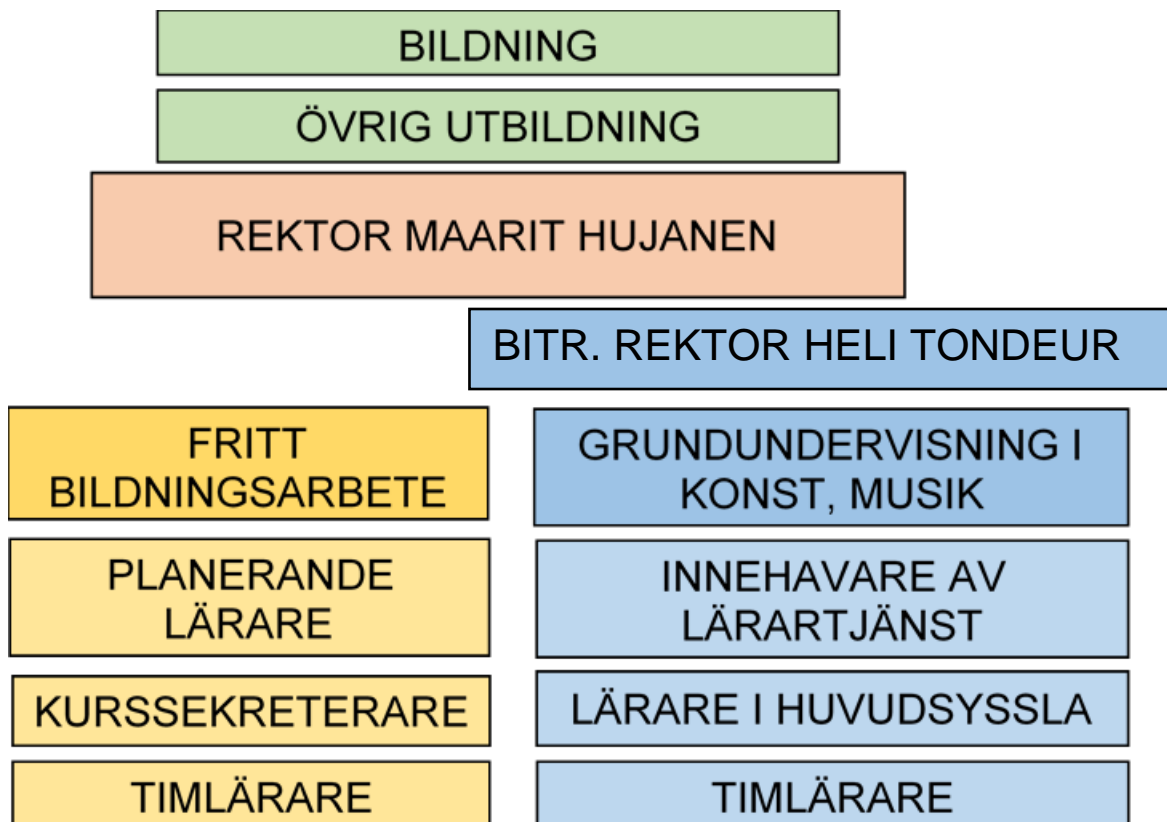 BILDNING
ÖVRIG UTBILDNING
REKTOR MAARIT HUJANEN
BITR. REKTOR HELI TONDEUR
FRITT
BILDNINGSARBETE
PLANERANDE
LÄRARE
KURSSEKRETERARE
TIMLÄRARE
GRUNDUNDERVISNING I
KONST, MUSIK
INNEHAVARE AV
LÄRARTJÄNST
LÄRARE I HUVUDSYSSLA
TIMLÄRARE